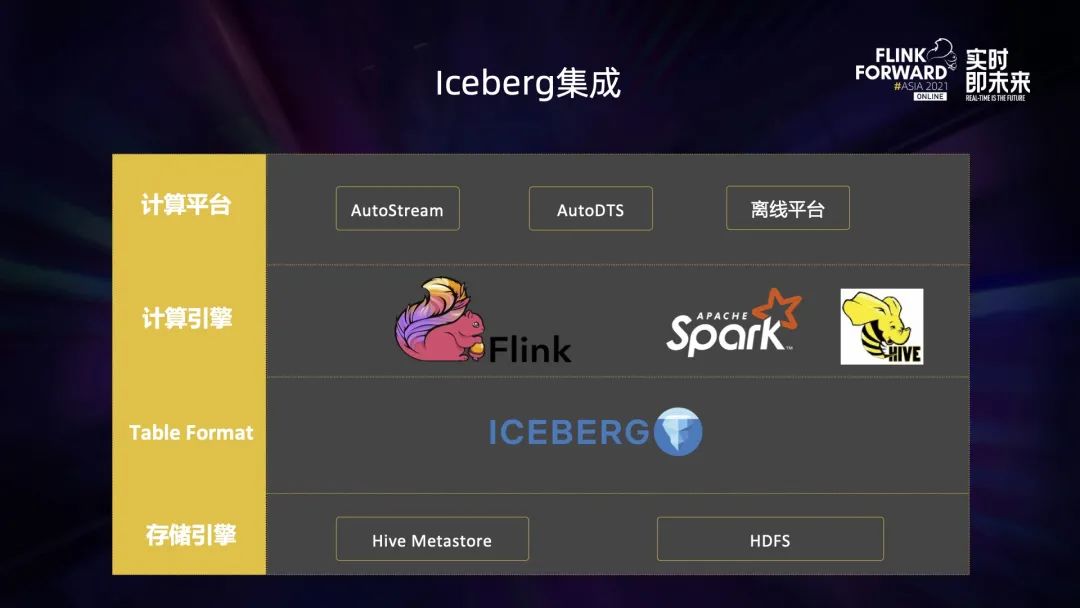 Iceberg集成
FLINK
FORWARD
#ASIA 2021
ONLINE
实时
即未来
REAL-TIME IS THE FUTURE
计算平台
AutoStream
AutoDTS
离线平台
计算引擎
Flink
APACHE
Spark™
HIVE
Table Format
ICEBERG
存储引擎
Hive Metastore
HDFS